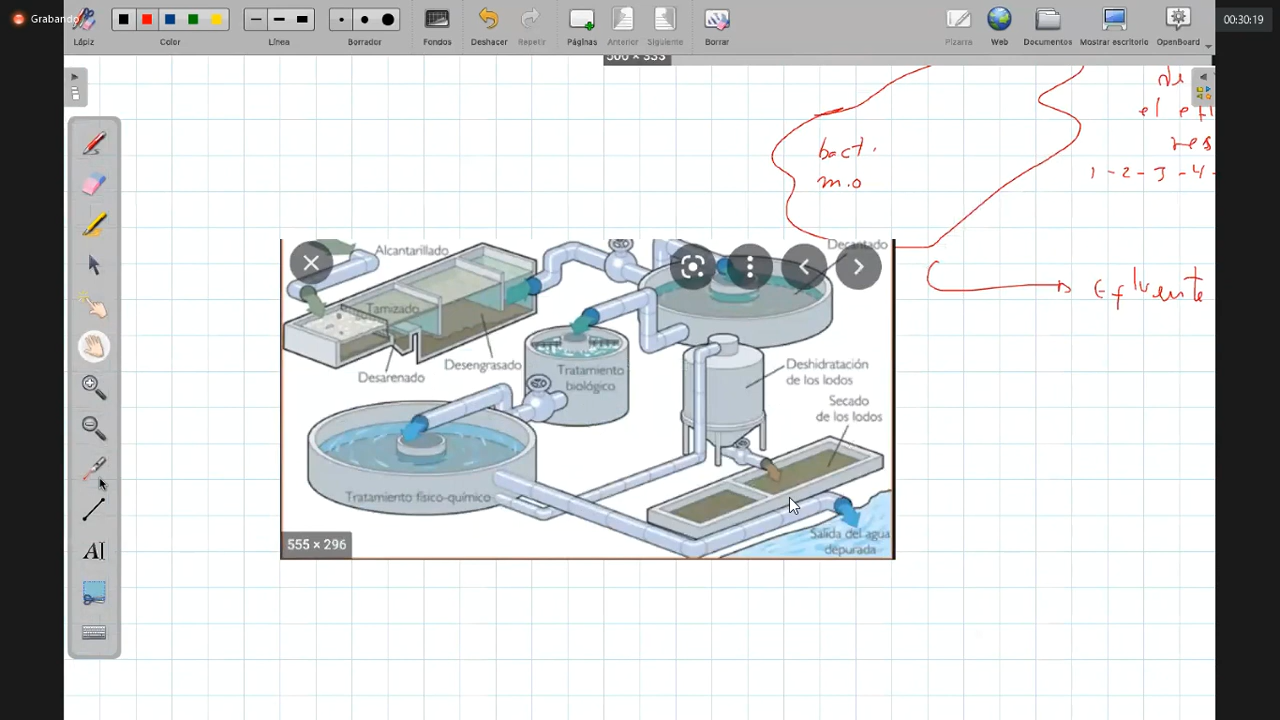 Grabando
Lápiz
Color
Línea
Borrador
Fondos
Deshacer
Repetir
Páginas
Anterior
Siguiente
Borrar
Pizarra
Web
Documentos
Mostrar escritorio
OpenBoard
00:30:19
el
res
1-2-3-4-
bact.
m.o
Efluente
Alcantarillado
Decantado
Tamizado
Desarenado
Desengrasado
Tratamiento
biológico
Deshidratación
de los lodos
Secado
de los lodos
Tratamiento físico-químico
Salida del agua
depurada
555 × 296
AI